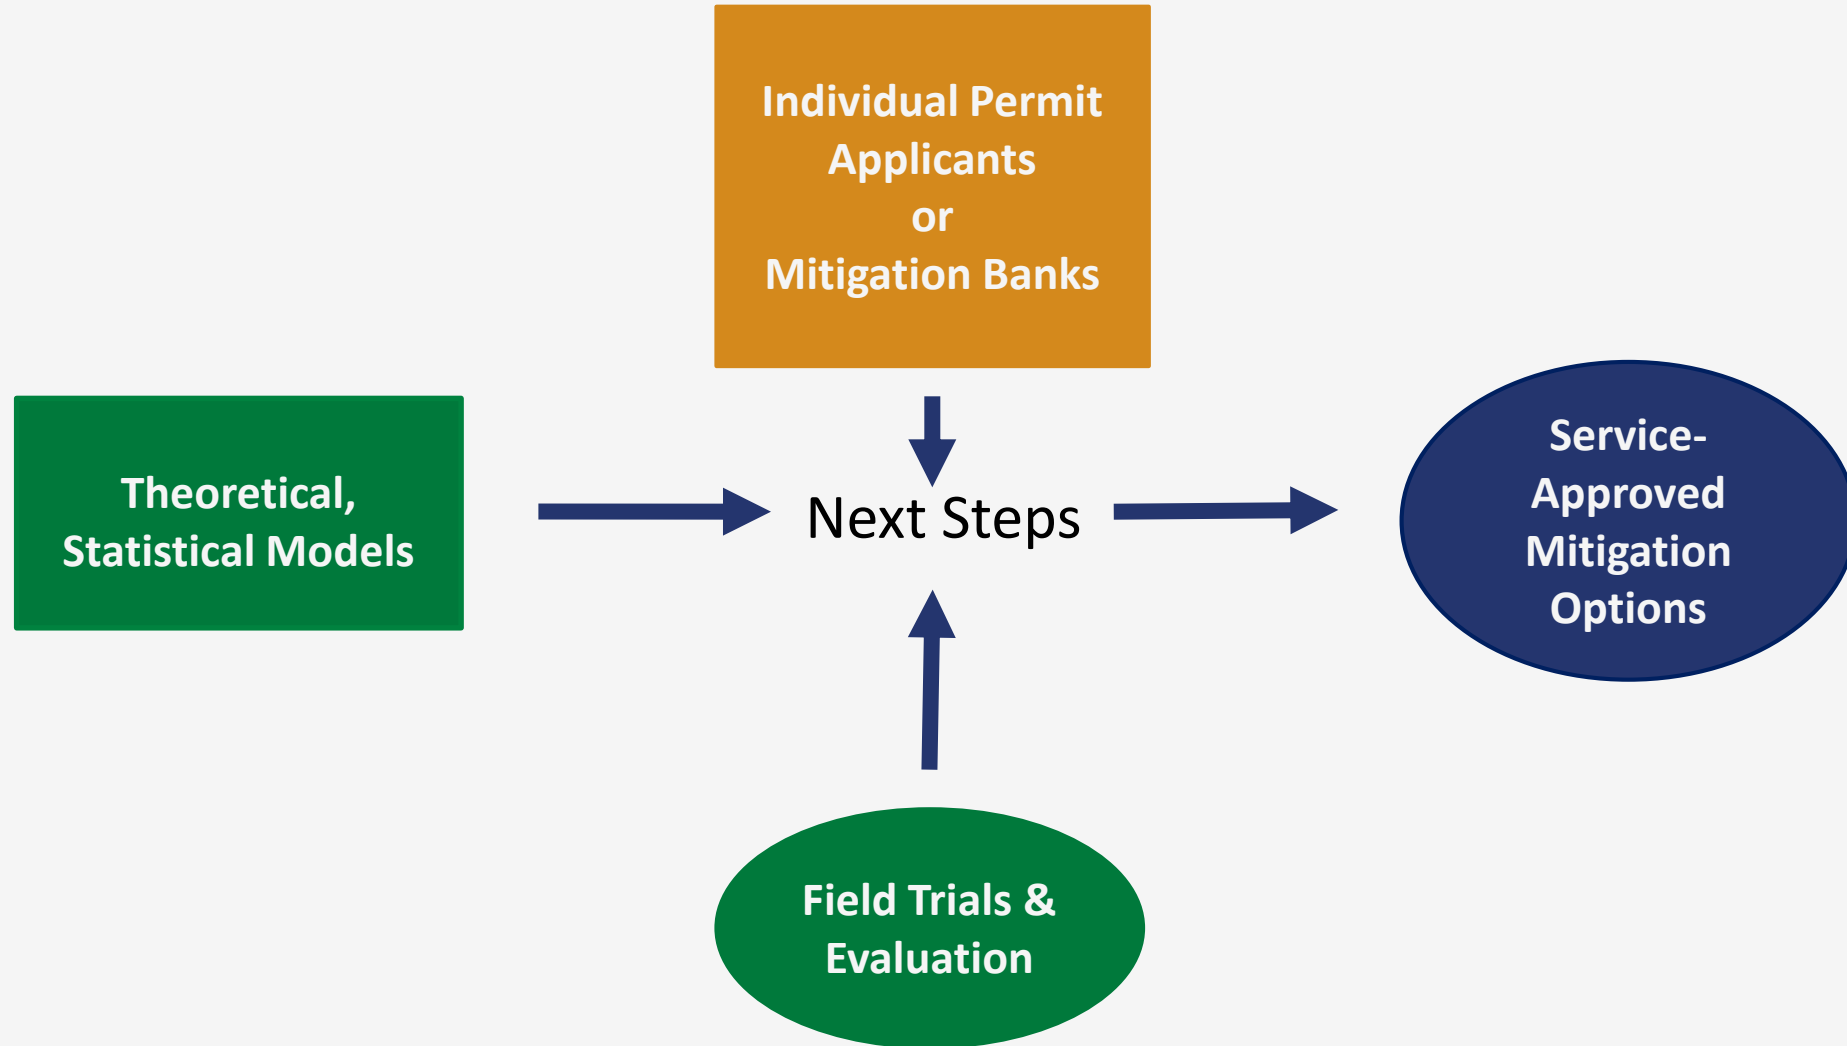 Individual Permit
Applicants
or
Mitigation Banks
Theoretical,
Statistical Models
Next Steps
Service-
Approved
Mitigation
Options
Field Trials &
Evaluation